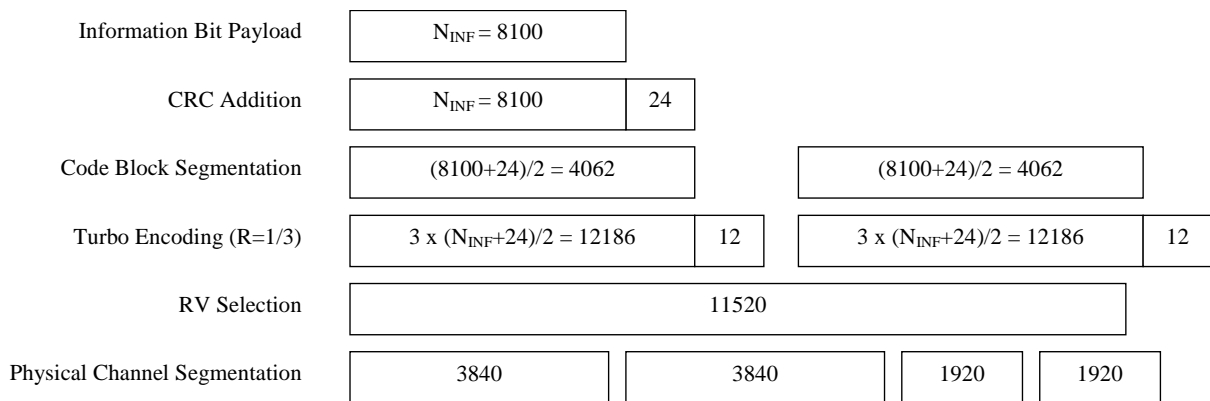 Information Bit Payload N_INF = 8100
CRC Addition N_INF = 8100 24
Code Block Segmentation (8100+24)/2 = 4062 (8100+24)/2 = 4062
Turbo Encoding (R=1/3) 3 x (N_INF+24)/2 = 12186 12 3 x (N_INF+24)/2 = 12186 12
RV Selection 11520
Physical Channel Segmentation 3840 3840 1920 1920